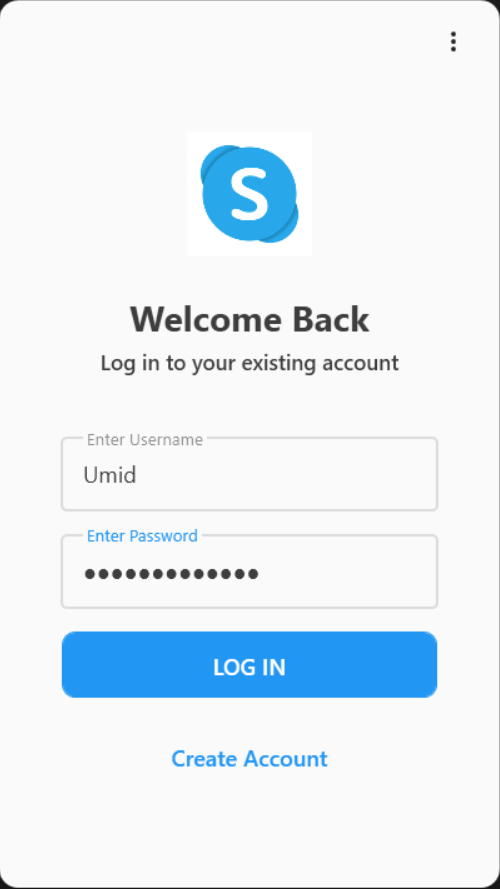 S
Welcome Back
Log in to your existing account
Enter Username
Umid
Enter Password
●●●●●●●●●●●●●
LOG IN
Create Account